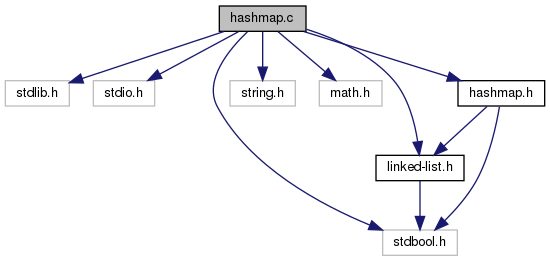 hashmap.c
stdlib.h
stdio.h
string.h
math.h
hashmap.h
linked-list.h
stdbool.h